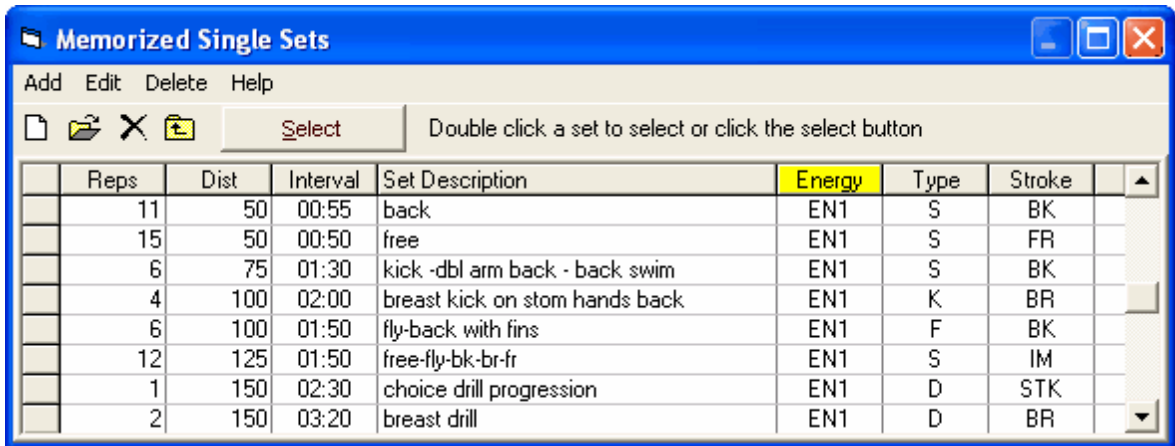 Memorized Single Sets
Add Edit Delete Help
Select Double click a set to select or click the select button
Reps Dist Interval Set Description Energy Type Stroke
11 50 00:55 back EN1 S BK
15 50 00:50 free EN1 S FR
6 75 01:30 kick -dbl arm back - back swim EN1 S BK
4 100 02:00 breast kick on stom hands back EN1 K BR
6 100 01:50 fly-back with fins EN1 F BK
12 125 01:50 free-fly-bk-br-fr EN1 S IM
1 150 02:30 choice drill progression EN1 D STK
2 150 03:20 breast drill EN1 D BR